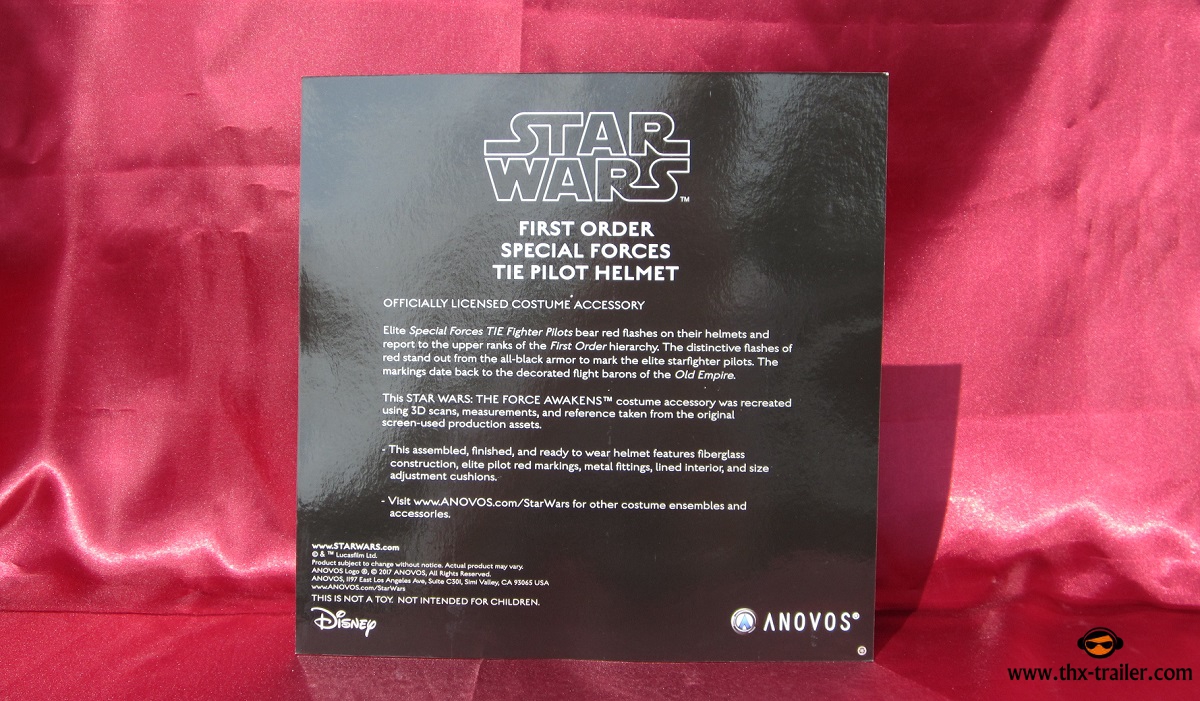 STAR
WARS™
FIRST ORDER
SPECIAL FORCES
TIE PILOT HELMET
OFFICIALLY LICENSED COSTUME ACCESSORY
Elite Special Forces TIE Fighter Pilots bear red flashes on their helmets and
report to the upper ranks of the First Order hierarchy. The distinctive flashes of
red stand out from the all-black armor to mark the elite starfighter pilots. The
markings date back to the decorated flight barons of the Old Empire.
This STAR WARS: THE FORCE AWAKENS™ costume accessory was recreated
using 3D scans, measurements, and reference taken from the original
screen-used production assets.
- This assembled, finished, and ready to wear helmet features fiberglass
construction, elite pilot red markings, metal fittings, lined interior, and size
adjustment cushions.
- Visit www.ANOVOS.com/StarWars for other costume ensembles and
accessories.
www.STARWARS.com
© & ™ Lucasfilm Ltd.
Product subject to change without notice. Actual product may vary.
ANOVOS Logo ®, © 2017 ANOVOS, All Rights Reserved.
ANOVOS, 1197 East Los Angeles Ave, Suite C301, Simi Valley, CA 93065 USA
www.ANOVOS.com/StarWars
THIS IS NOT A TOY. NOT INTENDED FOR CHILDREN.
Disney
ANOVOS®
www.thx-trailer.com